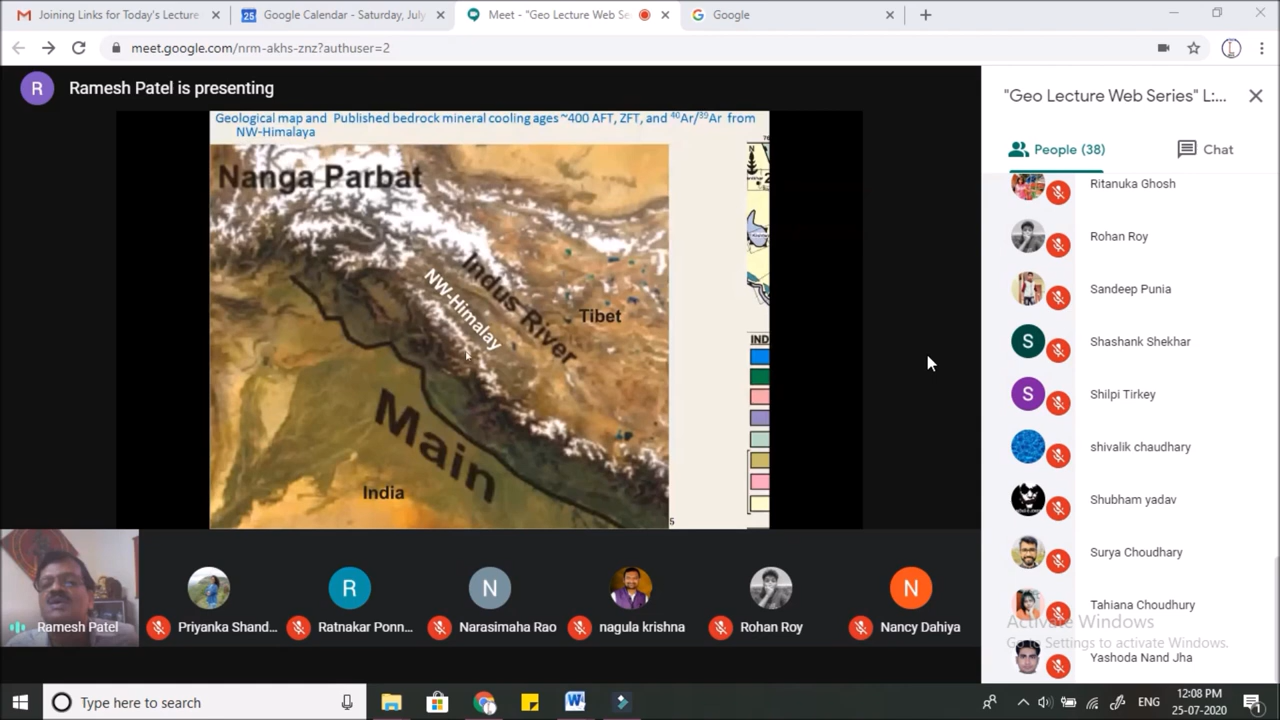 Joining Links for Today's Lecture
Google Calendar - Saturday, July
Meet - "Geo Lecture Web Se
Google
meet.google.com/nrm-akhs-znz?authuser=2
R
Ramesh Patel is presenting
"Geo Lecture Web Series" L:...
People (38)
Chat
Geological map and Published bedrock mineral cooling ages ~400 AFT, ZFT, and ⁴⁰Ar/³⁹Ar from
NW-Himalaya
Nanga Parbat
NW-Himalay
Indus River
Tibet
Main
India
N
IND
5
Ritanuka Ghosh
Rohan Roy
Sandeep Punia
S
Shashank Shekhar
S
Shilpi Tirkey
shivalik chaudhary
Shubham yadav
Surya Choudhary
Tahiana Choudhury
Yashoda Nand Jha
Activate Windows
Go to Settings to activate Windows.
R
N
N
Ramesh Patel
Priyanka Shand...
Ratnakar Ponn...
Narasimaha Rao
nagula krishna
Rohan Roy
Nancy Dahiya
Type here to search
ENG
12:08 PM
25-07-2020
1